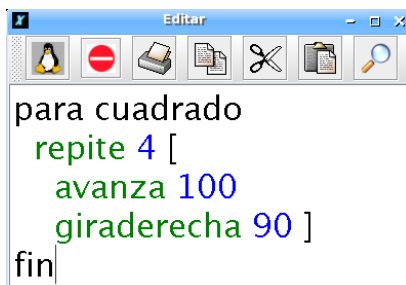 Editar
para cuadrado
repite 4 [
avanza 100
giraderecha 90 ]
fin